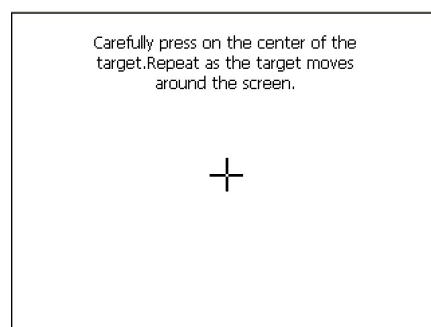 Carefully press on the center of the
target.Repeat as the target moves
around the screen.